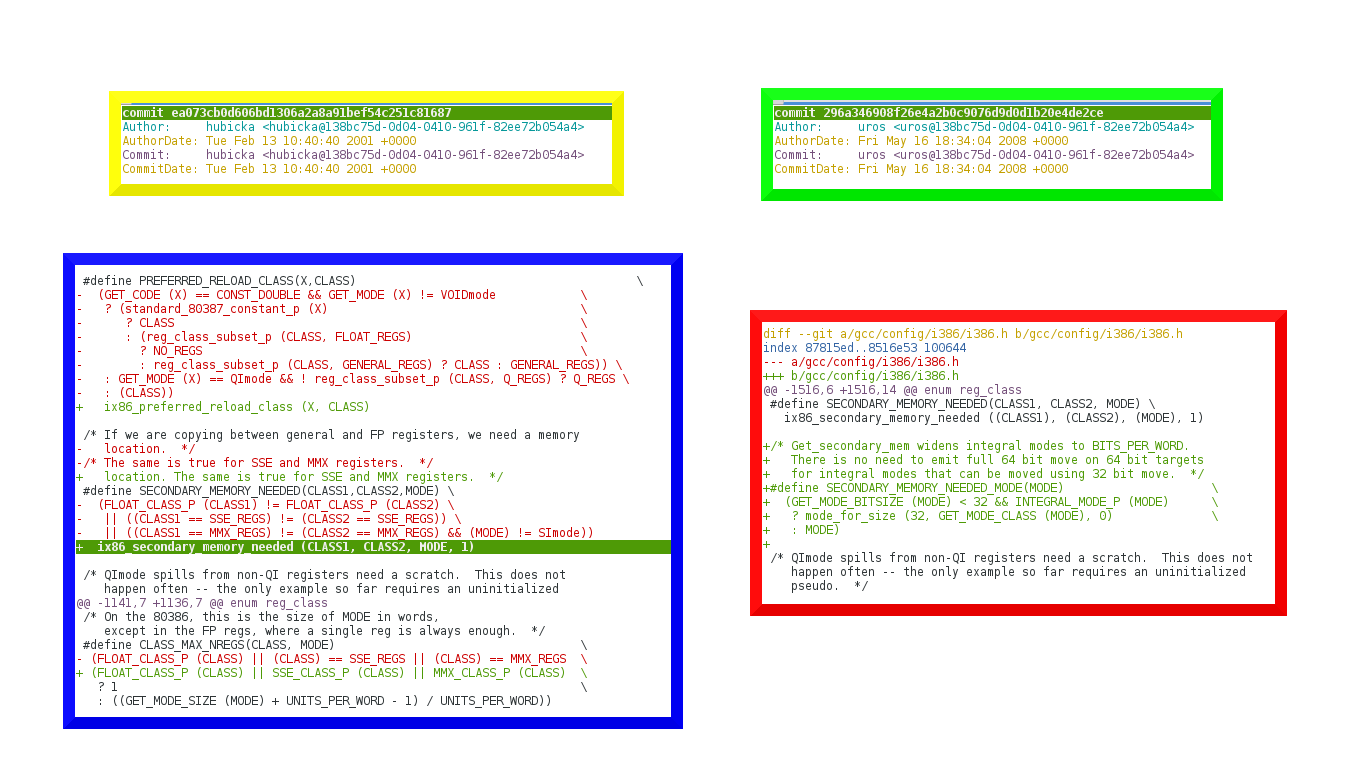 commit ea073cb0d606bd1306a2a8a91bef54c251c81687
Author:     hubicka <hubicka@138bc75d-0d04-0410-961f-82ee72b054a4>
AuthorDate: Tue Feb 13 10:40:40 2001 +0000
Commit:     hubicka <hubicka@138bc75d-0d04-0410-961f-82ee72b054a4>
CommitDate: Tue Feb 13 10:40:40 2001 +0000
commit 296a346908f26e4a2b0c9076d9d0d1b20e4de2ce
Author:     uros <uros@138bc75d-0d04-0410-961f-82ee72b054a4>
AuthorDate: Fri May 16 18:34:04 2008 +0000
Commit:     uros <uros@138bc75d-0d04-0410-961f-82ee72b054a4>
CommitDate: Fri May 16 18:34:04 2008 +0000
 #define PREFERRED_RELOAD_CLASS(X,CLASS)                                        \
-  (GET_CODE (X) == CONST_DOUBLE && GET_MODE (X) != VOIDmode            \
-   ? (standard_80387_constant_p (X)                                    \
-      ? CLASS                                                          \
-      : (reg_class_subset_p (CLASS, FLOAT_REGS)                        \
-        ? NO_REGS                                                      \
-        : reg_class_subset_p (CLASS, GENERAL_REGS) ? CLASS : GENERAL_REGS)) \
-   : GET_MODE (X) == QImode && ! reg_class_subset_p (CLASS, Q_REGS) ? Q_REGS \
-   : (CLASS))
+   ix86_preferred_reload_class (X, CLASS)
 /* If we are copying between general and FP registers, we need a memory
-   location.  */
-/* The same is true for SSE and MMX registers.  */
+   location. The same is true for SSE and MMX registers.  */
 #define SECONDARY_MEMORY_NEEDED(CLASS1,CLASS2,MODE) \
-  (FLOAT_CLASS_P (CLASS1) != FLOAT_CLASS_P (CLASS2) \
-   || ((CLASS1 == SSE_REGS) != (CLASS2 == SSE_REGS)) \
-   || ((CLASS1 == MMX_REGS) != (CLASS2 == MMX_REGS) && (MODE) != SImode))
+  ix86_secondary_memory_needed (CLASS1, CLASS2, MODE, 1)
 /* QImode spills from non-QI registers need a scratch.  This does not
    happen often -- the only example so far requires an uninitialized
@@ -1141,7 +1136,7 @@ enum reg_class
 /* On the 80386, this is the size of MODE in words,
    except in the FP regs, where a single reg is always enough.  */
 #define CLASS_MAX_NREGS(CLASS, MODE)                                   \
- (FLOAT_CLASS_P (CLASS) || (CLASS) == SSE_REGS || (CLASS) == MMX_REGS  \
+ (FLOAT_CLASS_P (CLASS) || SSE_CLASS_P (CLASS) || MMX_CLASS_P (CLASS)  \
   ? 1                                                                  \
   : ((GET_MODE_SIZE (MODE) + UNITS_PER_WORD - 1) / UNITS_PER_WORD))
diff --git a/gcc/config/i386/i386.h b/gcc/config/i386/i386.h
index 87815ed..8516e53 100644
--- a/gcc/config/i386/i386.h
+++ b/gcc/config/i386/i386.h
@@ -1516,6 +1516,14 @@ enum reg_class
 #define SECONDARY_MEMORY_NEEDED(CLASS1, CLASS2, MODE) \
   ix86_secondary_memory_needed ((CLASS1), (CLASS2), (MODE), 1)
+/* Get_secondary_mem widens integral modes to BITS_PER_WORD.
+   There is no need to emit full 64 bit move on 64 bit targets
+   for integral modes that can be moved using 32 bit move.  */
+#define SECONDARY_MEMORY_NEEDED_MODE(MODE)                     \
+  (GET_MODE_BITSIZE (MODE) < 32 && INTEGRAL_MODE_P (MODE)      \
+   ? mode_for_size (32, GET_MODE_CLASS (MODE), 0)              \
+   : MODE)
+
 /* QImode spills from non-QI registers need a scratch.  This does not
    happen often -- the only example so far requires an uninitialized
    pseudo.  */